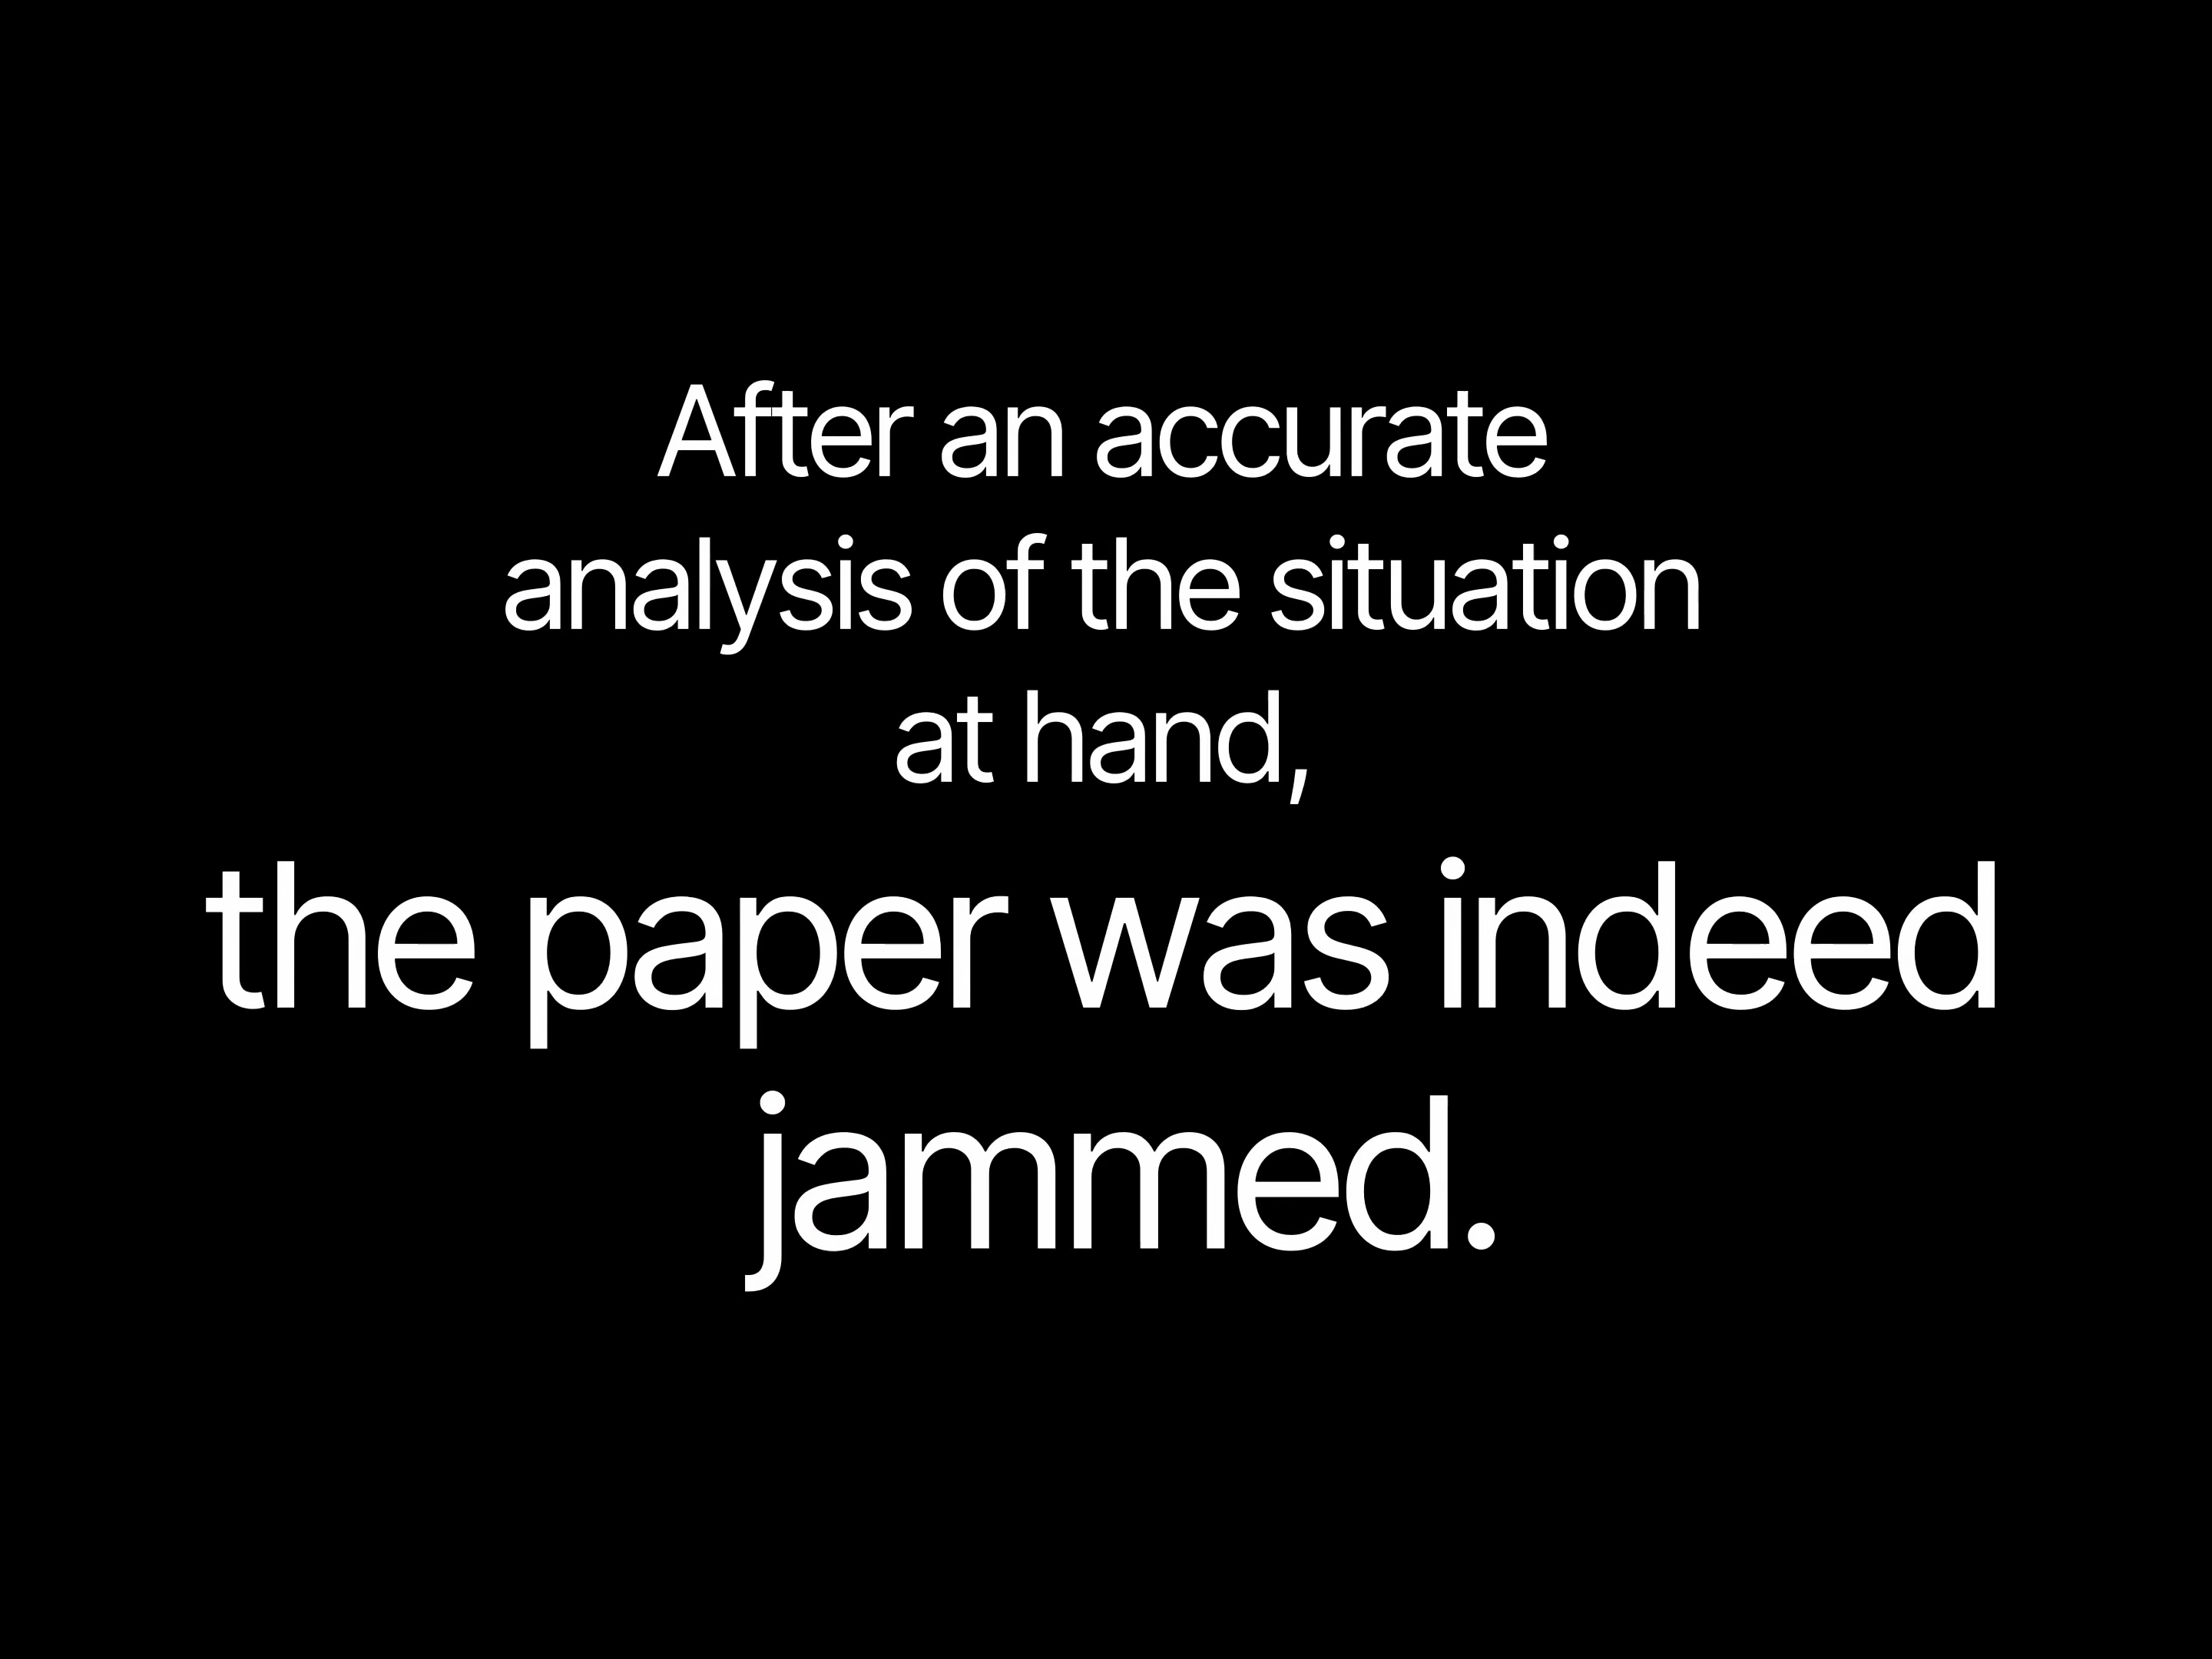 After an accurate
analysis of the situation
at hand,
the paper was indeed
jammed.